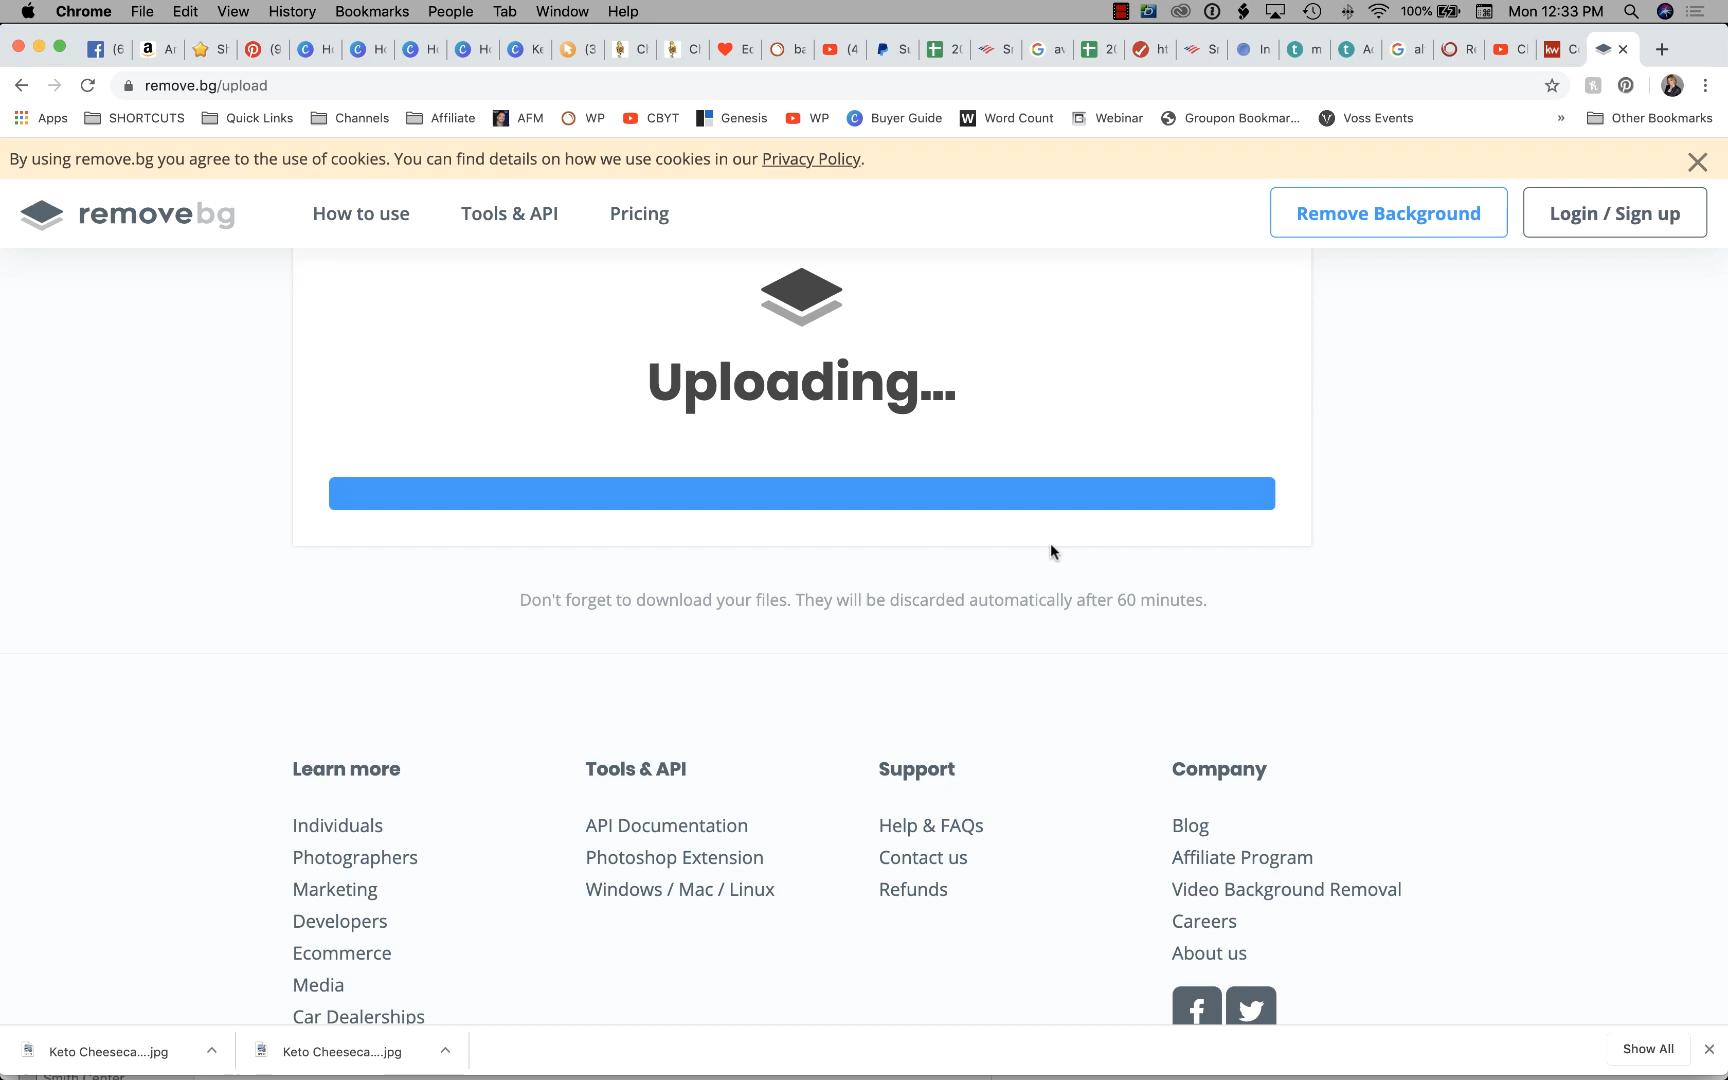 Chrome File Edit View History Bookmarks People Tab Window Help 100% Mon 12:33 PM
remove.bg/upload
Apps SHORTCUTS Quick Links Channels Affiliate AFM WP CBYT Genesis WP Buyer Guide Word Count Webinar Groupon Bookmar... Voss Events » Other Bookmarks
By using remove.bg you agree to the use of cookies. You can find details on how we use cookies in our Privacy Policy.
removebg How to use Tools & API Pricing Remove Background Login / Sign up
Uploading...
Don't forget to download your files. They will be discarded automatically after 60 minutes.
Learn more Tools & API Support Company
Individuals API Documentation Help & FAQs Blog
Photographers Photoshop Extension Contact us Affiliate Program
Marketing Windows / Mac / Linux Refunds Video Background Removal
Developers Careers
Ecommerce About us
Media
Car Dealerships
Keto Cheeseca....jpg Keto Cheeseca....jpg Show All